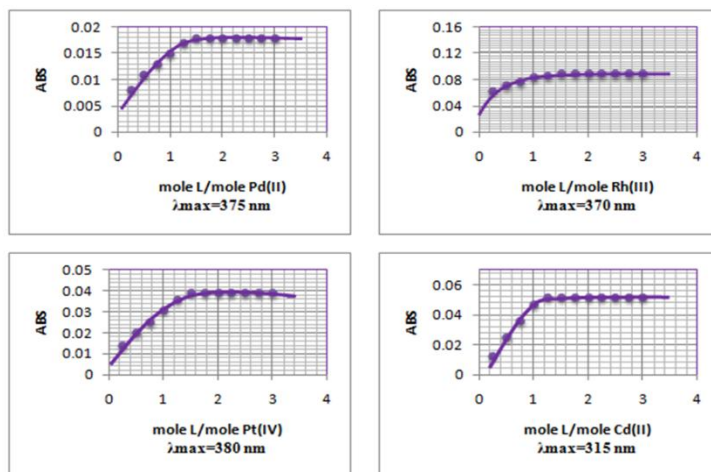 0.02
0.015
0.01
0.005
0
ABS
0 1 2 3 4
mole L/mole Pd(II)
λmax=375 nm
0.16
0.12
0.08
0.04
0
ABS
0 1 2 3 4
mole L/mole Rh(III)
λmax=370 nm
0.05
0.04
0.03
0.02
0.01
0
ABS
0 1 2 3 4
mole L/mole Pt(IV)
λmax=380 nm
0.06
0.04
0.02
0
ABS
0 1 2 3 4
mole L/mole Cd(II)
λmax=315 nm